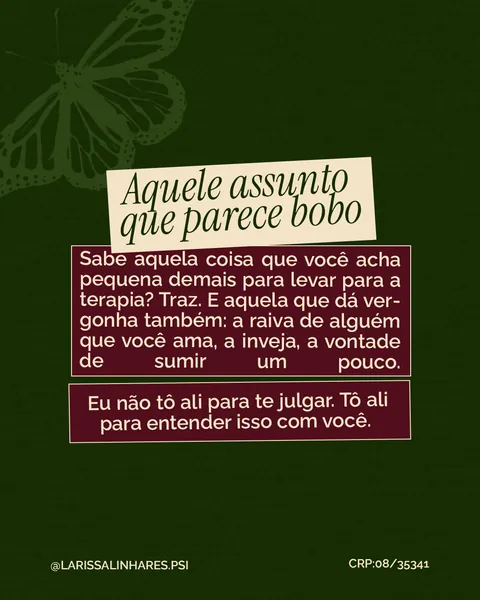 Aquele assunto
que parece bobo
Sabe aquela coisa que você acha
pequena demais para levar para a
terapia? Traz. E aquela que dá ver-
gonha também: a raiva de alguém
que você ama, a inveja, a vontade
de sumir um pouco.
Eu não tô ali para te julgar. Tô ali
para entender isso com você.
@LARISSALINHARES.PSI
CRP:08/35341